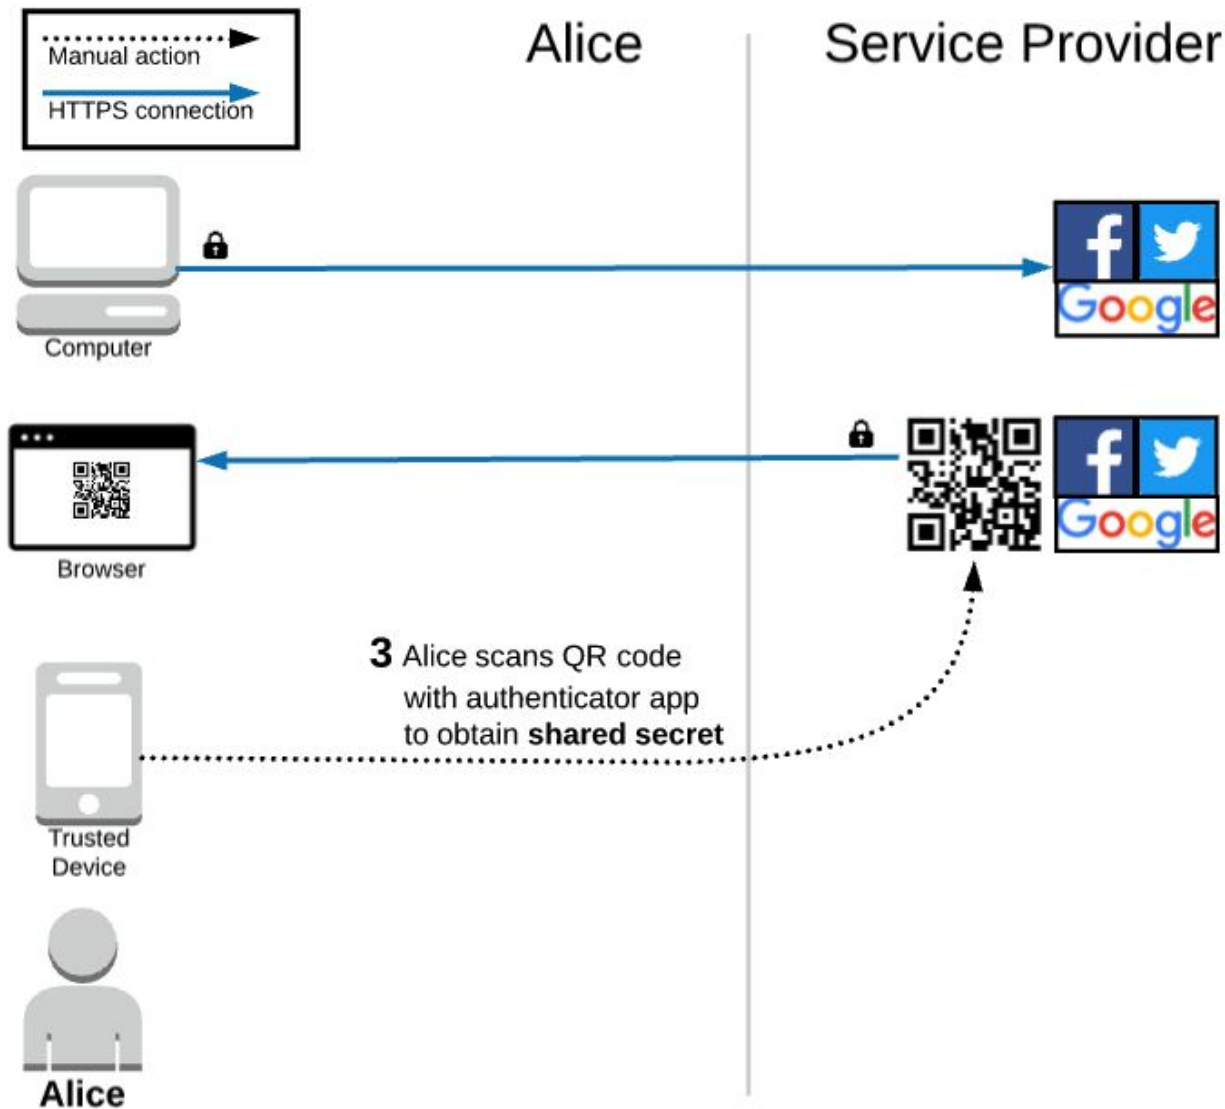 Manual action
HTTPS connection
Alice
Service Provider
Computer
f
Google
Browser
f
Google
3 Alice scans QR code
with authenticator app
to obtain shared secret
Trusted
Device
Alice